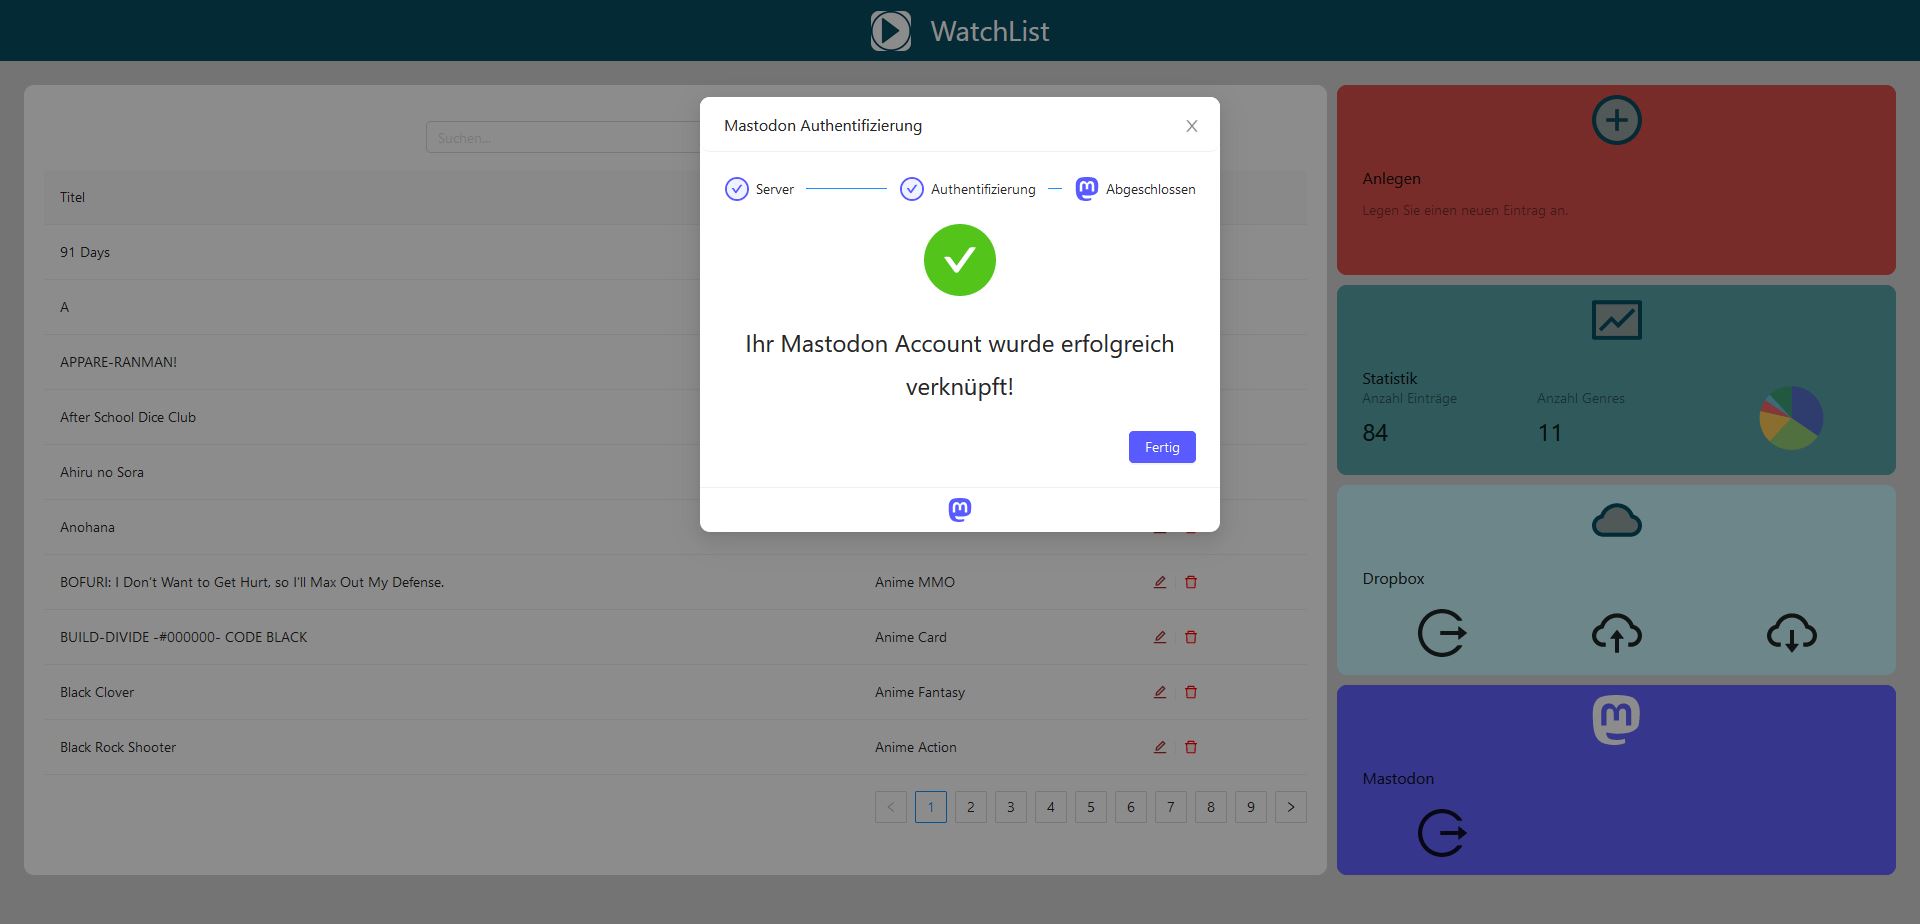 WatchList
Suchen...
Titel
91 Days
A
APPARE-RANMAN!
After School Dice Club
Ahiru no Sora
Anohana
BOFURI: I Don't Want to Get Hurt, so I'll Max Out My Defense. Anime MMO
BUILD-DIVIDE -#000000- CODE BLACK Anime Card
Black Clover Anime Fantasy
Black Rock Shooter Anime Action
1 2 3 4 5 6 7 8 9
Mastodon Authentifizierung
Server Authentifizierung Abgeschlossen
Ihr Mastodon Account wurde erfolgreich
verknüpft!
Fertig
Anlegen
Legen Sie einen neuen Eintrag an.
Statistik
Anzahl Einträge Anzahl Genres
84 11
Dropbox
Mastodon